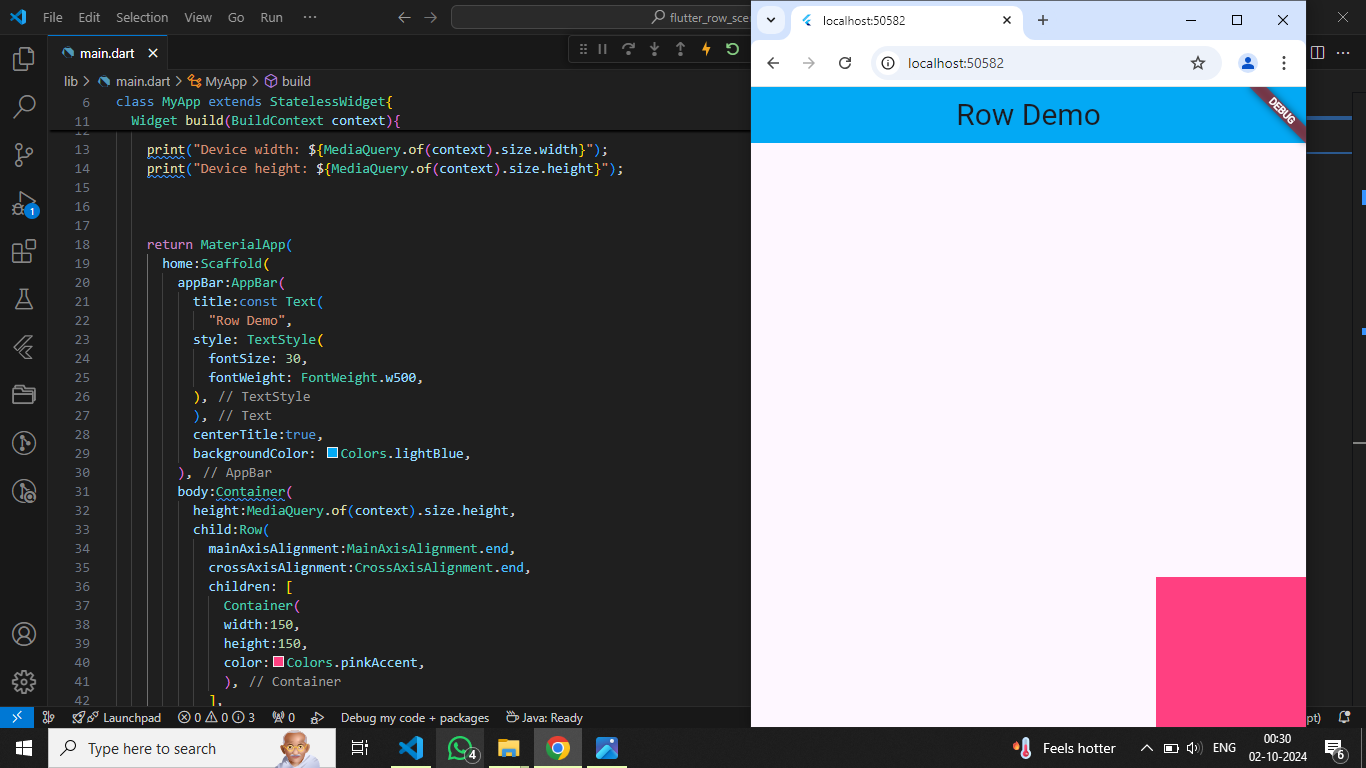 File Edit Selection View Go Run ···
flutter_row_sce
main.dart
lib > main.dart > MyApp > build
6 class MyApp extends StatelessWidget{
11 Widget build(BuildContext context){
12
13 print("Device width: ${MediaQuery.of(context).size.width}");
14 print("Device height: ${MediaQuery.of(context).size.height}");
15
16
17
18 return MaterialApp(
19 home:Scaffold(
20 appBar:AppBar(
21 title:const Text(
22 "Row Demo",
23 style: TextStyle(
24 fontSize: 30,
25 fontWeight: FontWeight.w500,
26 ), // TextStyle
27 ), // Text
28 centerTitle:true,
29 backgroundColor: Colors.lightBlue,
30 ), // AppBar
31 body:Container(
32 height:MediaQuery.of(context).size.height,
33 child:Row(
34 mainAxisAlignment:MainAxisAlignment.end,
35 crossAxisAlignment:CrossAxisAlignment.end,
36 children: [
37 Container(
38 width:150,
39 height:150,
40 color:Colors.pinkAccent,
41 ), // Container
42 ],
1
Launchpad 0 0 3 0 Debug my code + packages Java: Ready
pt)
localhost:50582
localhost:50582
Row Demo
DEBUG
Type here to search
4
Feels hotter
ENG
00:30
02-10-2024
6